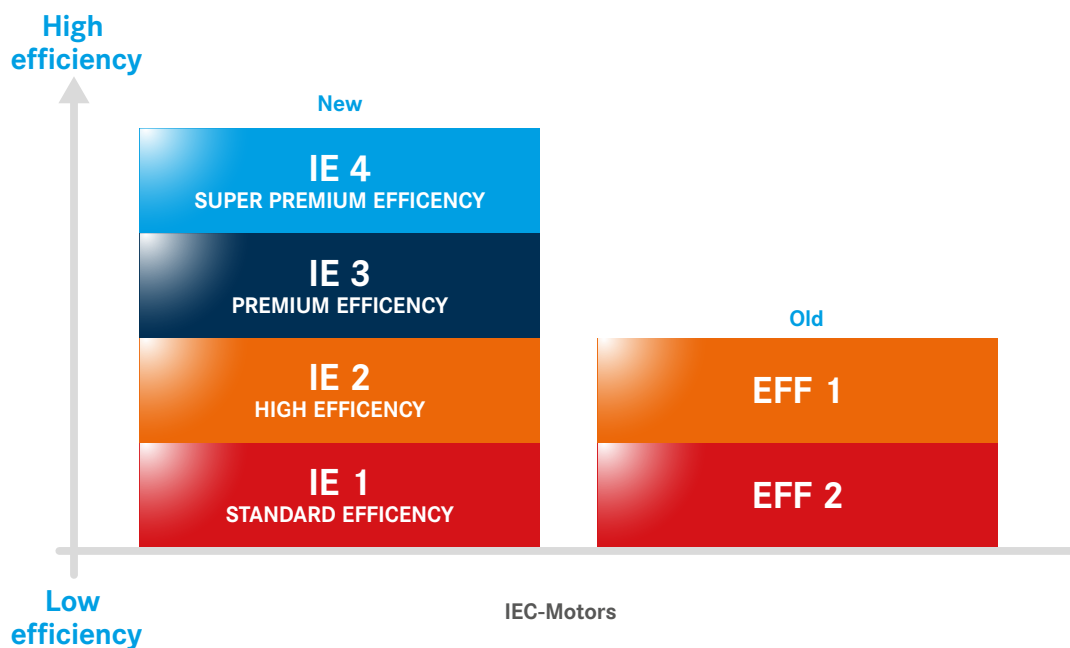 High
efficiency
New
IE 4
SUPER PREMIUM EFFICENCY
IE 3
PREMIUM EFFICENCY
IE 2
HIGH EFFICENCY
IE 1
STANDARD EFFICENCY
Old
EFF 1
EFF 2
Low
efficiency
IEC-Motors